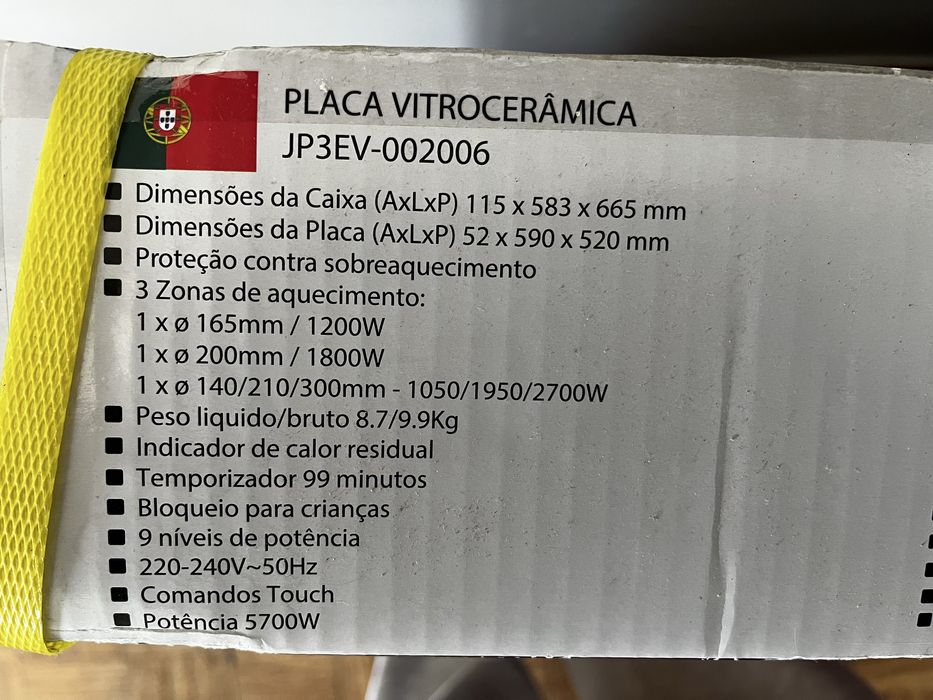 PLACA VITROCERÂMICA
JP3EV-002006
Dimensões da Caixa (AxLxP) 115 x 583 x 665 mm
Dimensões da Placa (AxLxP) 52 x 590 x 520 mm
Proteção contra sobreaquecimento
3 Zonas de aquecimento:
1 x ø 165mm / 1200W
1 x ø 200mm / 1800W
1 x ø 140/210/300mm - 1050/1950/2700W
Peso liquido/bruto 8.7/9.9Kg
Indicador de calor residual
Temporizador 99 minutos
Bloqueio para crianças
9 níveis de potência
220-240V~50Hz
Comandos Touch
Potência 5700W